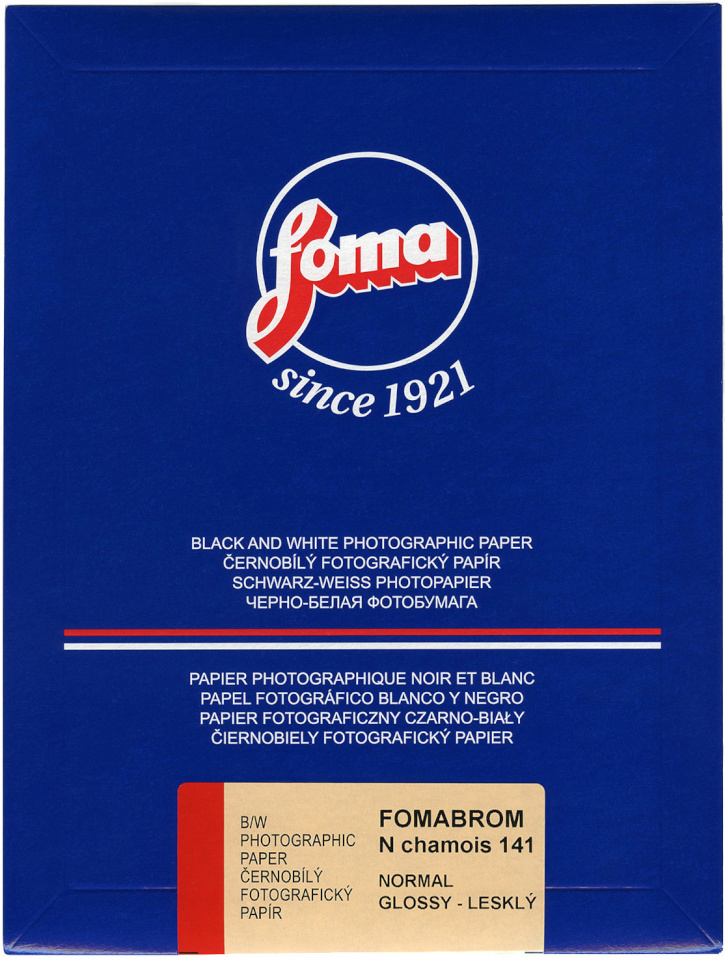 foma
since 1921
BLACK AND WHITE PHOTOGRAPHIC PAPER
ČERNOBÍLÝ FOTOGRAFICKÝ PAPÍR
SCHWARZ-WEISS PHOTOPAPIER
ЧЕРНО-БЕЛАЯ ФОТОБУМАГА
PAPIER PHOTOGRAPHIQUE NOIR ET BLANC
PAPEL FOTOGRÁFICO BLANCO Y NEGRO
PAPIER FOTOGRAFICZNY CZARNO-BIAŁY
ČIERNOBIELY FOTOGRAFICKÝ PAPIER
B/W
PHOTOGRAPHIC
PAPER
ČERNOBÍLÝ
FOTOGRAFICKÝ
PAPÍR
FOMABROM
N chamois 141
NORMAL
GLOSSY - LESKLÝ